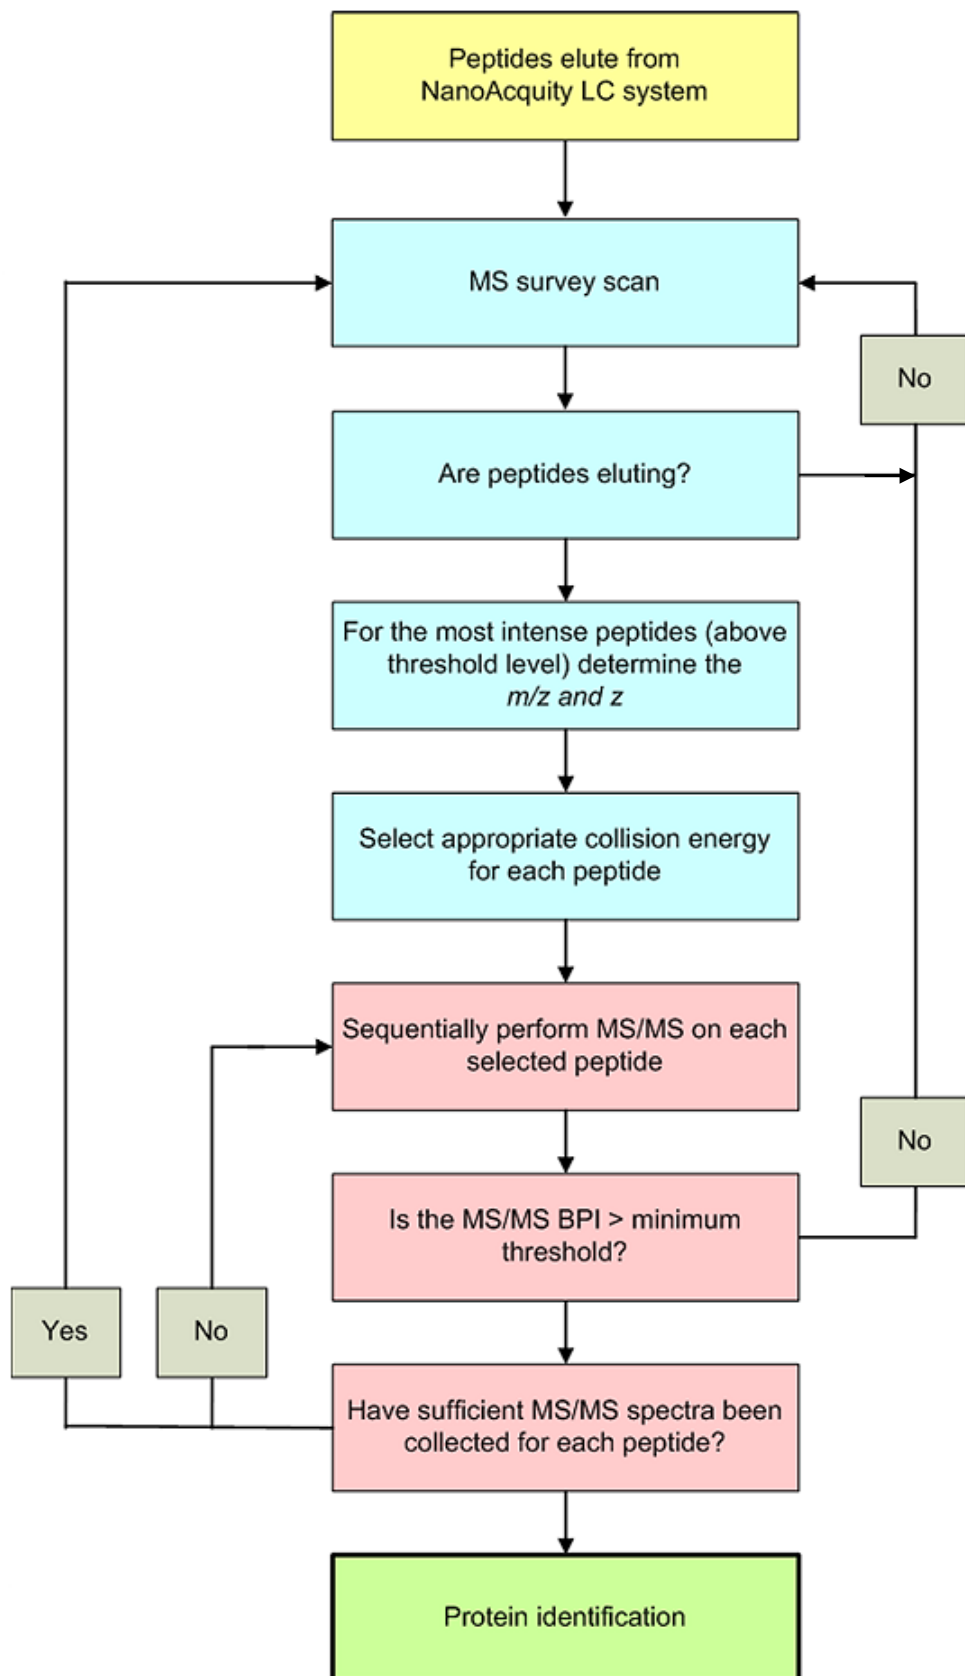 Peptides elute from
NanoAcquity LC system
MS survey scan
No
Are peptides eluting?
For the most intense peptides (above
threshold level) determine the
m/z and z
Select appropriate collision energy
for each peptide
Sequentially perform MS/MS on each
selected peptide
No
Is the MS/MS BPI > minimum
threshold?
Yes
No
Have sufficient MS/MS spectra been
collected for each peptide?
Protein identification